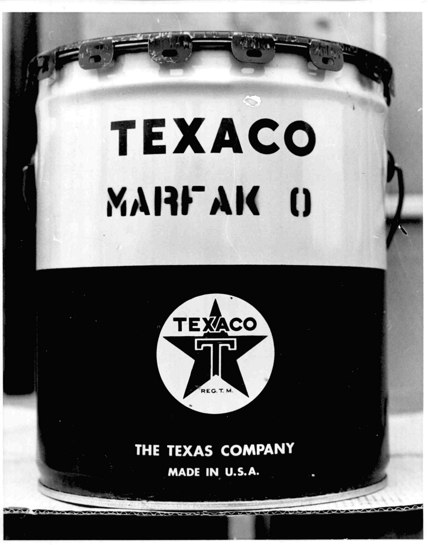 TEXACO
MARFAK 0
TEXACO
T
REG. T. M.
THE TEXAS COMPANY
MADE IN U.S.A.